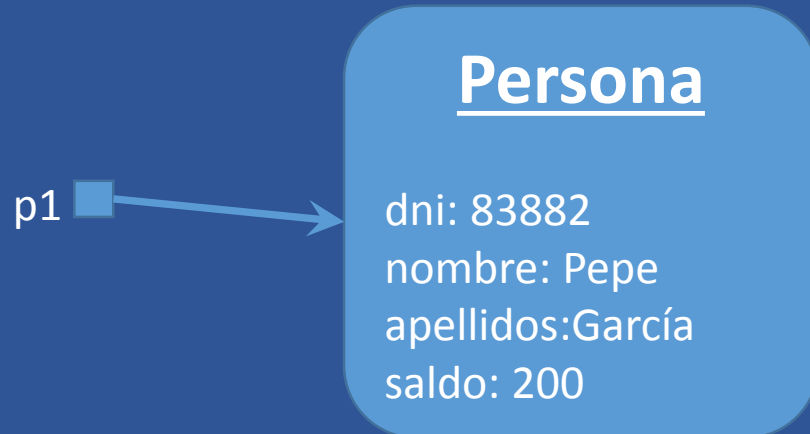 Persona
p1
dni: 83882
nombre: Pepe
apellidos:García
saldo: 200